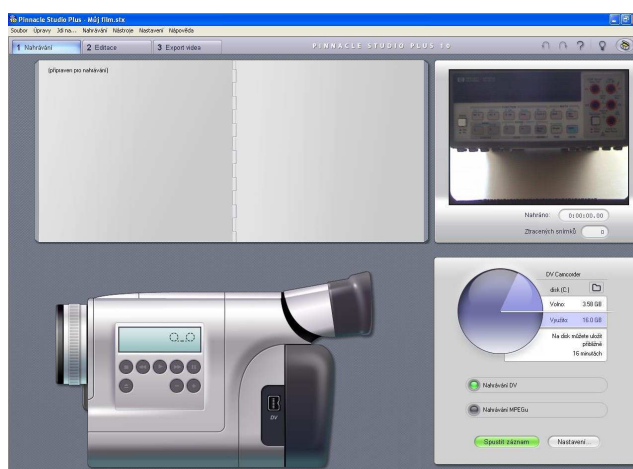 Pinnacle Studio Plus - Můj film.stx
Soubor Úpravy Jdi na... Nahrávání Nástroje Nastavení Nápověda
1 Nahrávání 2 Editace 3 Export videa PINNACLE STUDIO PLUS 10
(připraven pro nahrávání)
Nahráno: 0:00:00.00
Ztracených snímků 0
DV Camcorder
disk (C:)
Volno: 3.58 GB
Využito: 16.0 GB
Na disk můžete uložit
přibližně
16 minutách
DV
Nahrávání DV
Nahrávání MPEGu
Spustit záznam Nastavení...